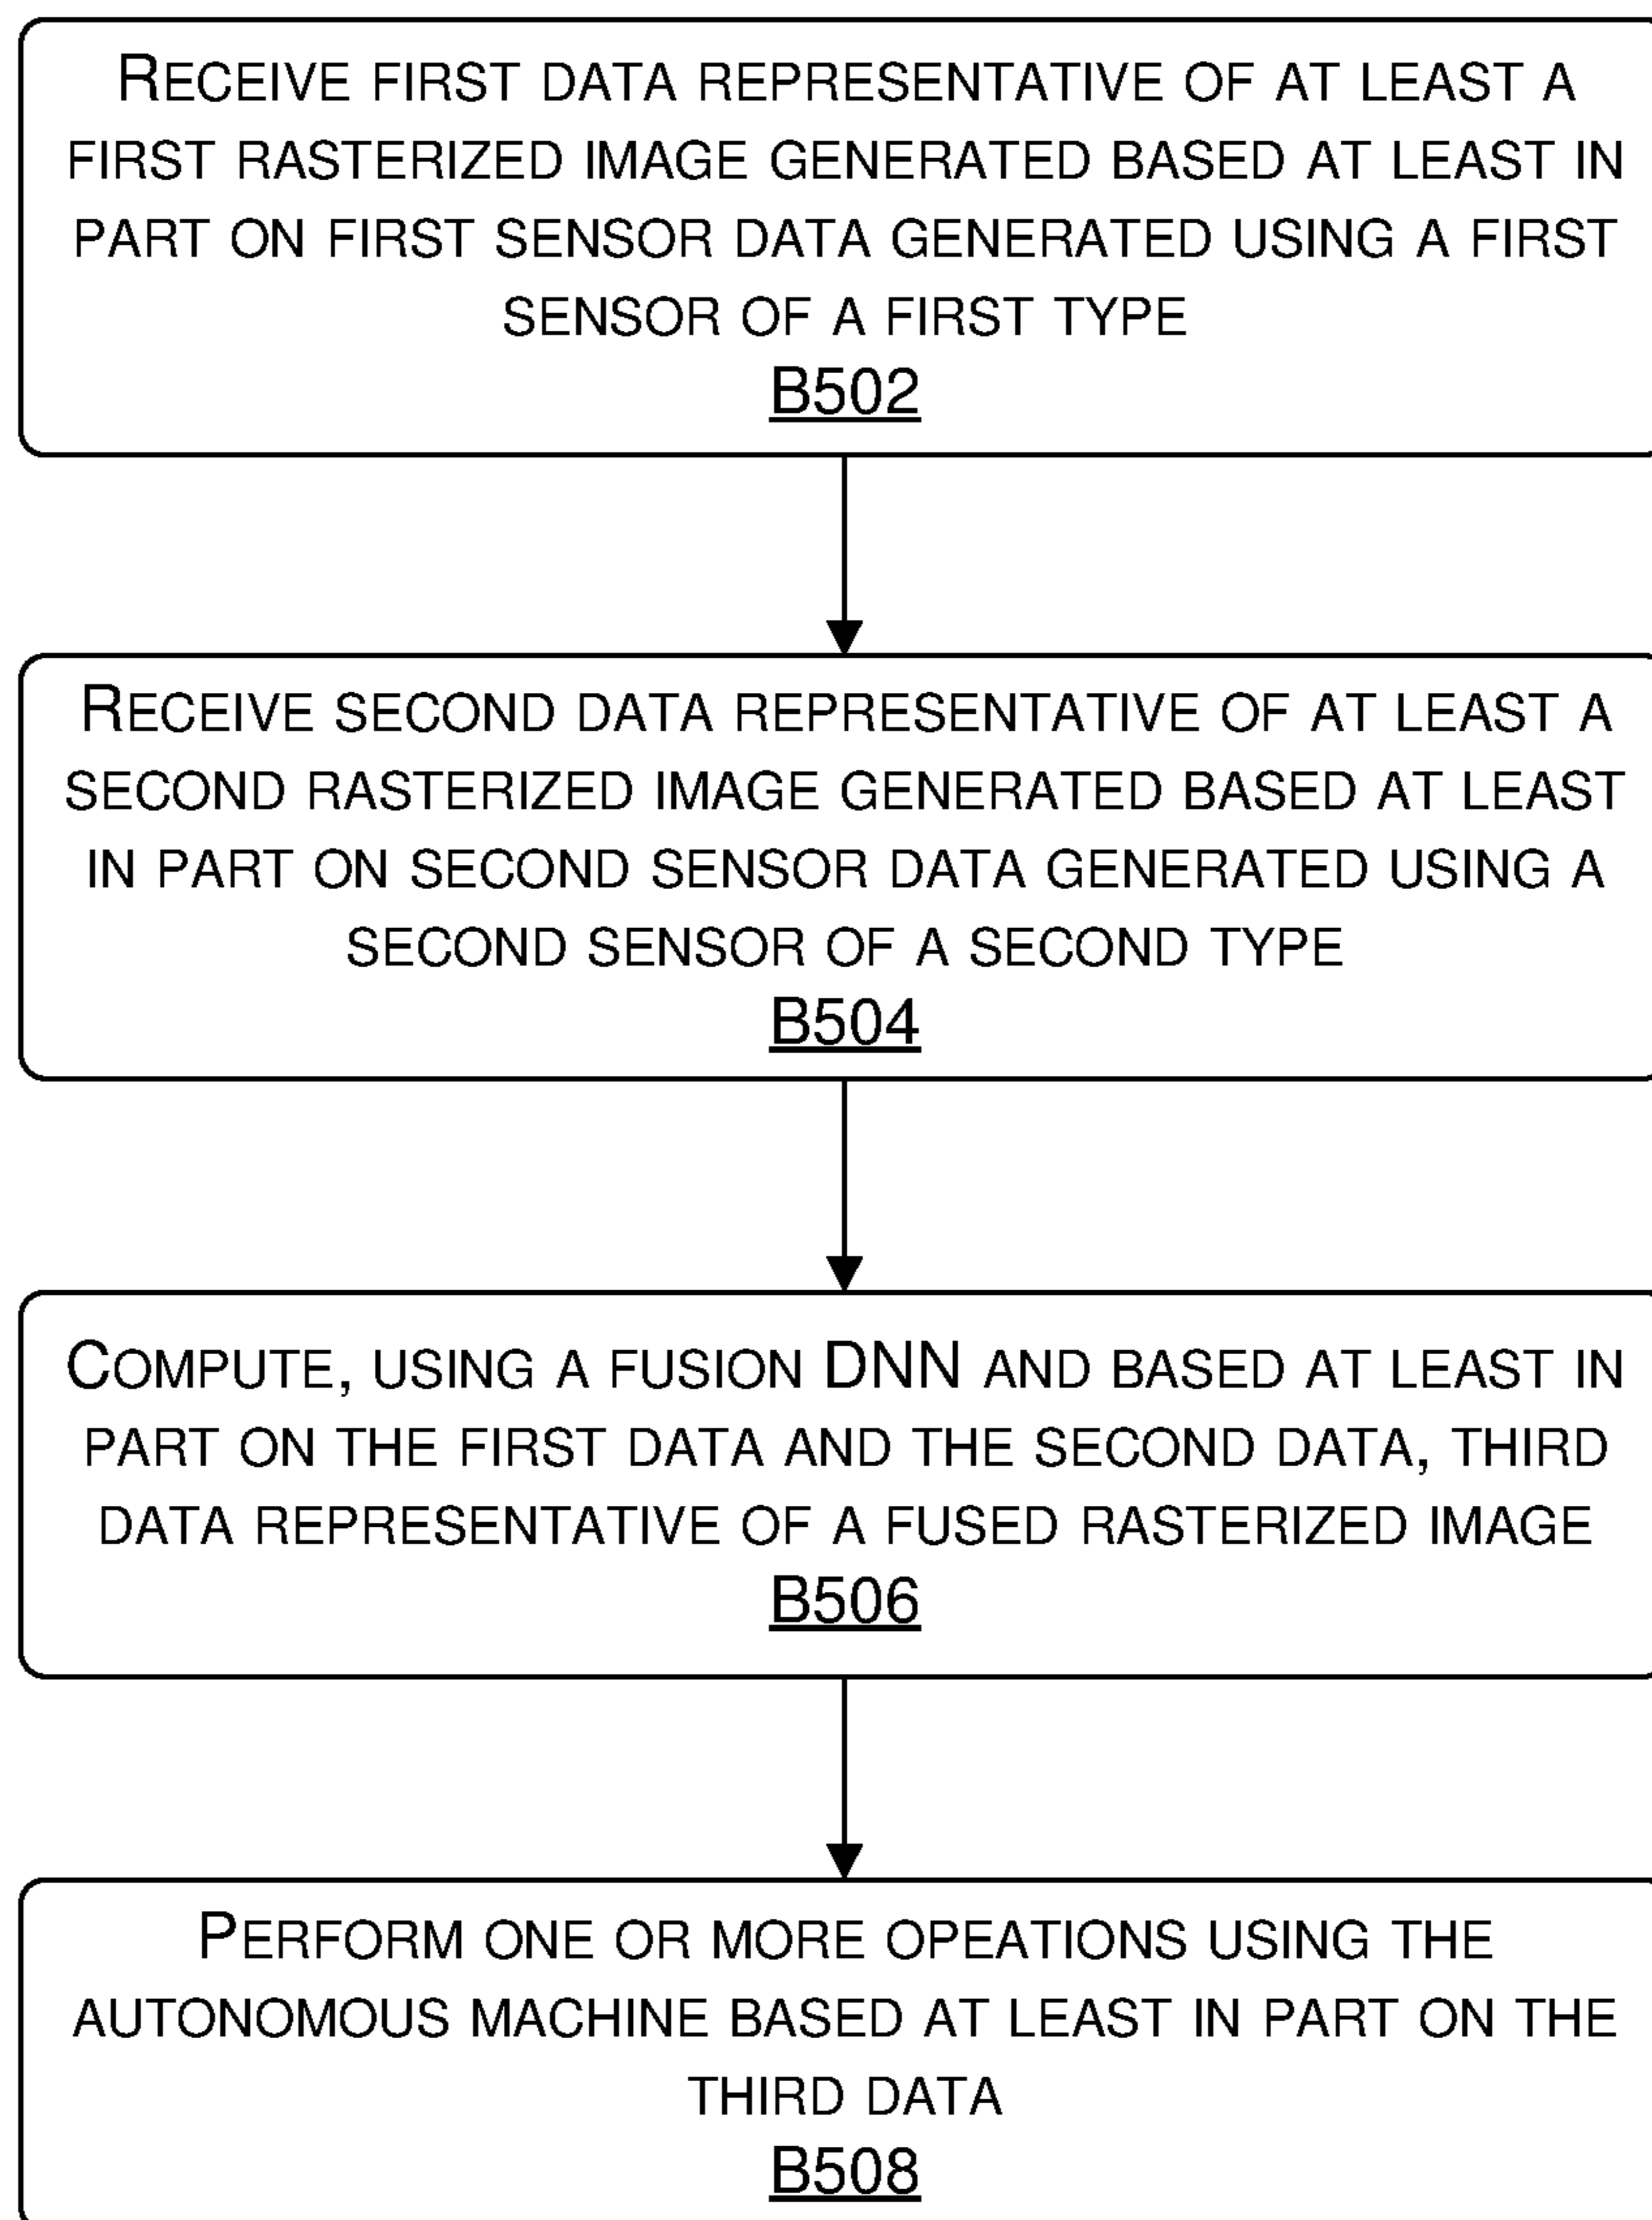 RECEIVE FIRST DATA REPRESENTATIVE OF AT LEAST A
FIRST RASTERIZED IMAGE GENERATED BASED AT LEAST IN
PART ON FIRST SENSOR DATA GENERATED USING A FIRST
SENSOR OF A FIRST TYPE
B502
RECEIVE SECOND DATA REPRESENTATIVE OF AT LEAST A
SECOND RASTERIZED IMAGE GENERATED BASED AT LEAST
IN PART ON SECOND SENSOR DATA GENERATED USING A
SECOND SENSOR OF A SECOND TYPE
B504
COMPUTE, USING A FUSION DNN AND BASED AT LEAST IN
PART ON THE FIRST DATA AND THE SECOND DATA, THIRD
DATA REPRESENTATIVE OF A FUSED RASTERIZED IMAGE
B506
PERFORM ONE OR MORE OPEATIONS USING THE
AUTONOMOUS MACHINE BASED AT LEAST IN PART ON THE
THIRD DATA
B508